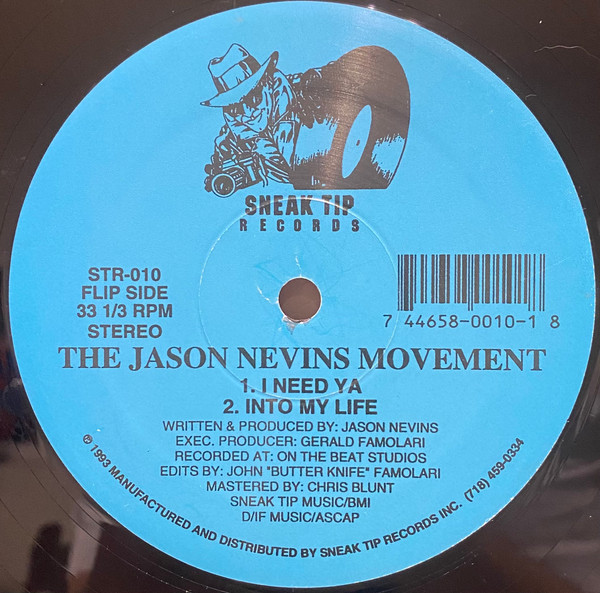 SNEAK TIP
RECORDS
STR-010
FLIP SIDE
33 1/3 RPM
STEREO
7 44658-0010-1 8
THE JASON NEVINS MOVEMENT
1. I NEED YA
2. INTO MY LIFE
WRITTEN & PRODUCED BY: JASON NEVINS
EXEC. PRODUCER: GERALD FAMOLARI
RECORDED AT: ON THE BEAT STUDIOS
EDITS BY: JOHN "BUTTER KNIFE" FAMOLARI
MASTERED BY: CHRIS BLUNT
SNEAK TIP MUSIC/BMI
D/IF MUSIC/ASCAP
℗ 1993 MANUFACTURED AND DISTRIBUTED BY SNEAK TIP RECORDS INC. (718) 459-0334